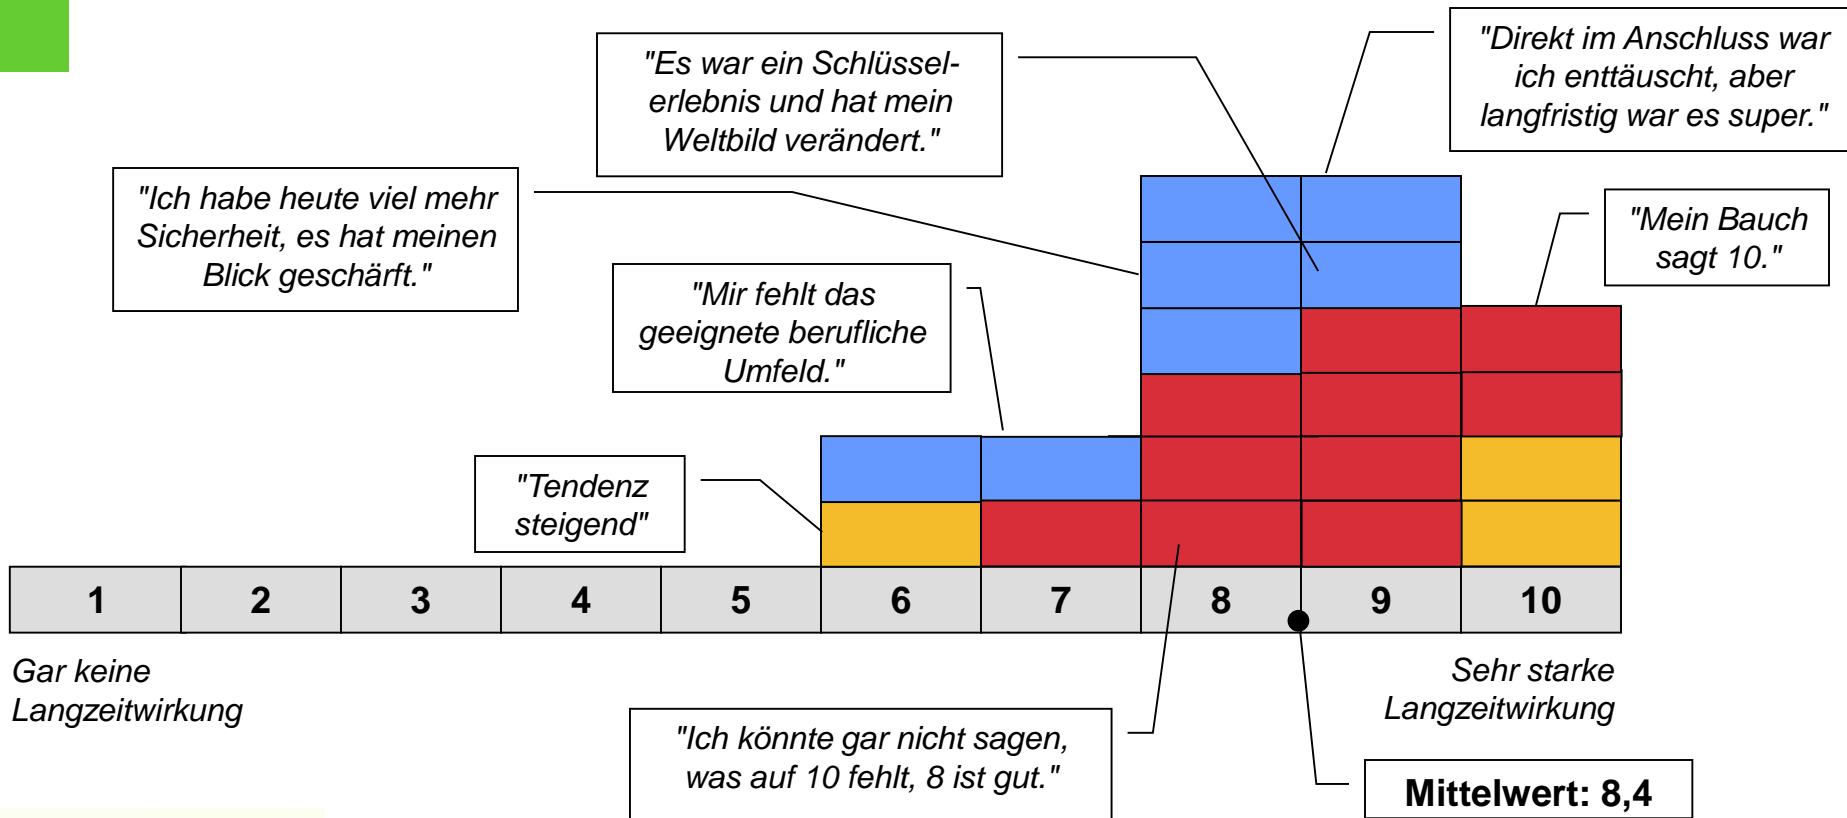 "Es war ein Schlüssel-
erlebnis und hat mein
Weltbild verändert."
"Direkt im Anschluss war
ich enttäuscht, aber
langfristig war es super."
"Ich habe heute viel mehr
Sicherheit, es hat meinen
Blick geschärft."
"Mein Bauch
sagt 10."
"Mir fehlt das
geeignete berufliche
Umfeld."
"Tendenz
steigend"
1 2 3 4 5 6 7 8 9 10
Gar keine
Langzeitwirkung
Sehr starke
Langzeitwirkung
"Ich könnte gar nicht sagen,
was auf 10 fehlt, 8 ist gut."
Mittelwert: 8,4